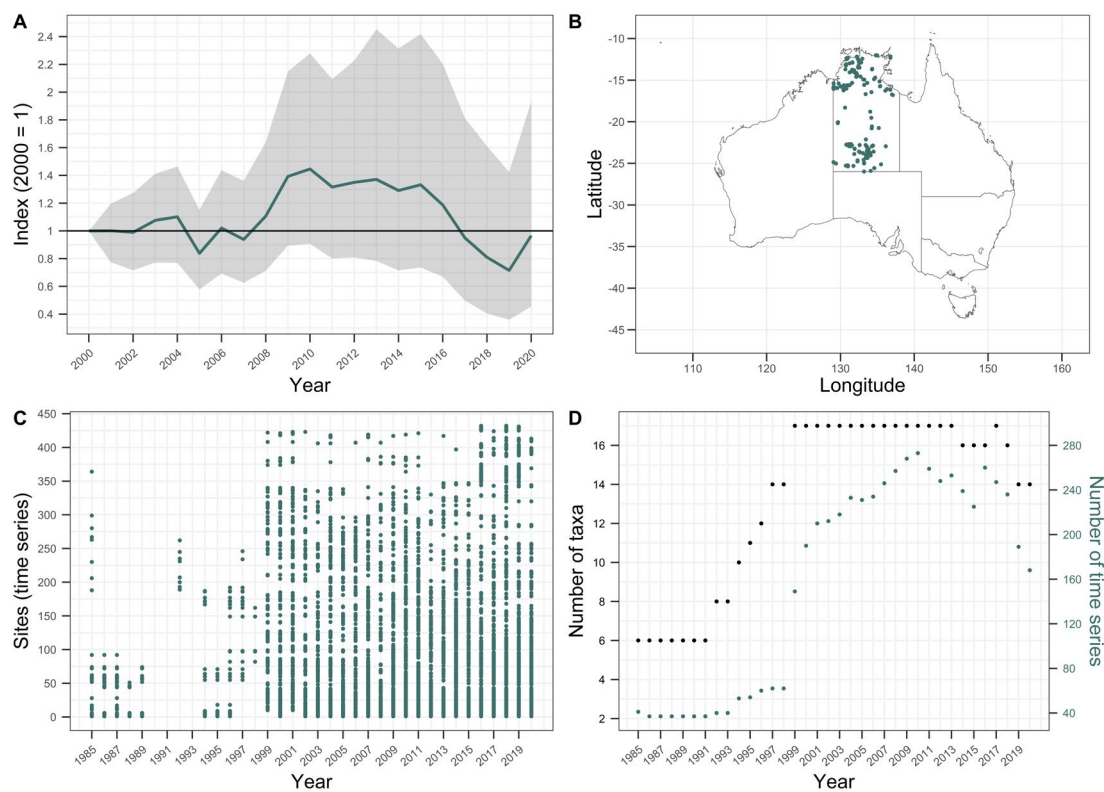 A
2.4
2.2
2
1.8
1.6
1.4
1.2
1
0.8
0.6
0.4
Index (2000 = 1)
2000 2002 2004 2006 2008 2010 2012 2014 2016 2018 2020
Year
B
-10
-15
-20
-25
-30
-35
-40
-45
Latitude
110 120 130 140 150 160
Longitude
C
450
400
350
300
250
200
150
100
50
0
Sites (time series)
1985 1987 1989 1991 1993 1995 1997 1999 2001 2003 2005 2007 2009 2011 2013 2015 2017 2019
Year
D
16
14
12
10
8
6
4
2
Number of taxa
280
240
200
160
120
80
40
Number of time series
1985 1987 1989 1991 1993 1995 1997 1999 2001 2003 2005 2007 2009 2011 2013 2015 2017 2019
Year